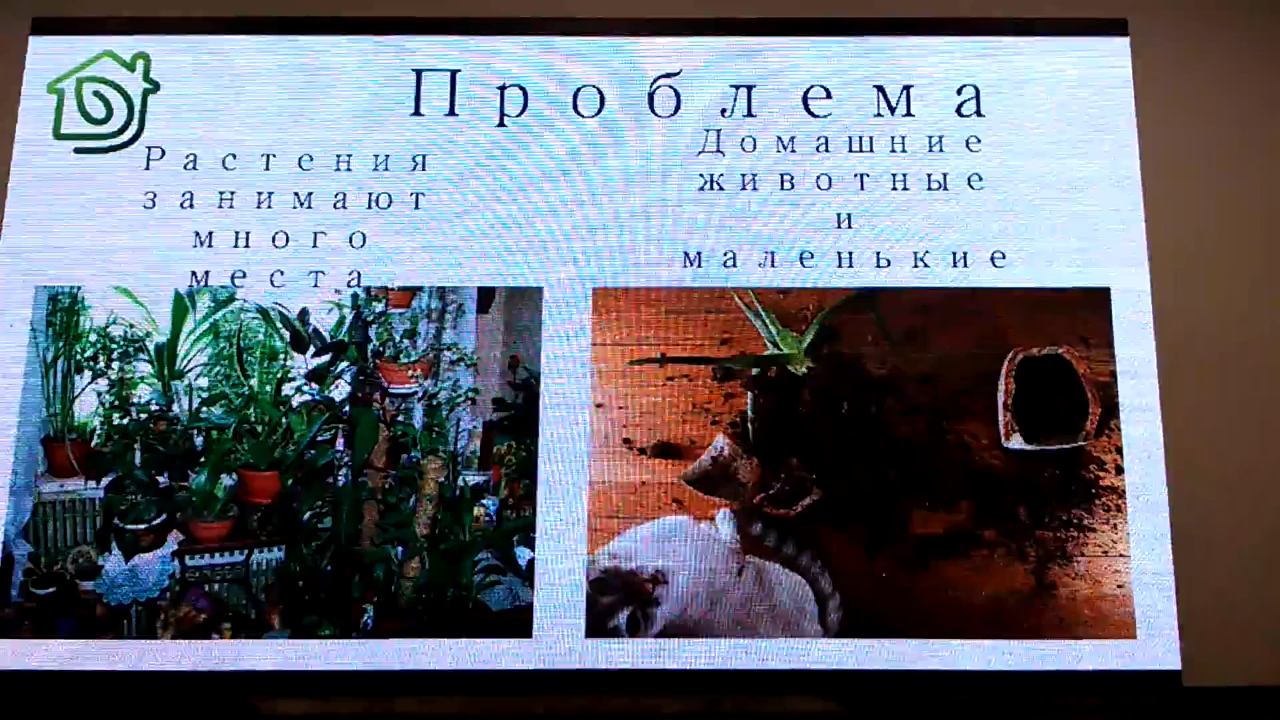 Проблема
Растения
занимают
много
места
Домашние
животные
и
маленькие